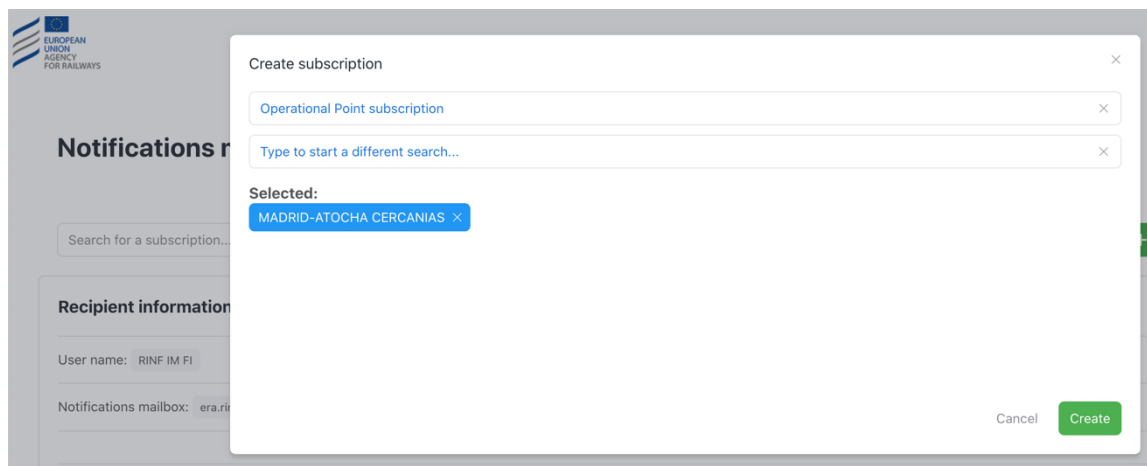 EUROPEAN
UNION
AGENCY
FOR RAILWAYS
Create subscription
Operational Point subscription
Notifications
Type to start a different search...
Selected:
MADRID-ATOCHA CERCANIAS
Search for a subscription...
Recipient information
User name: RINF IM FI
Notifications mailbox:
Cancel Create